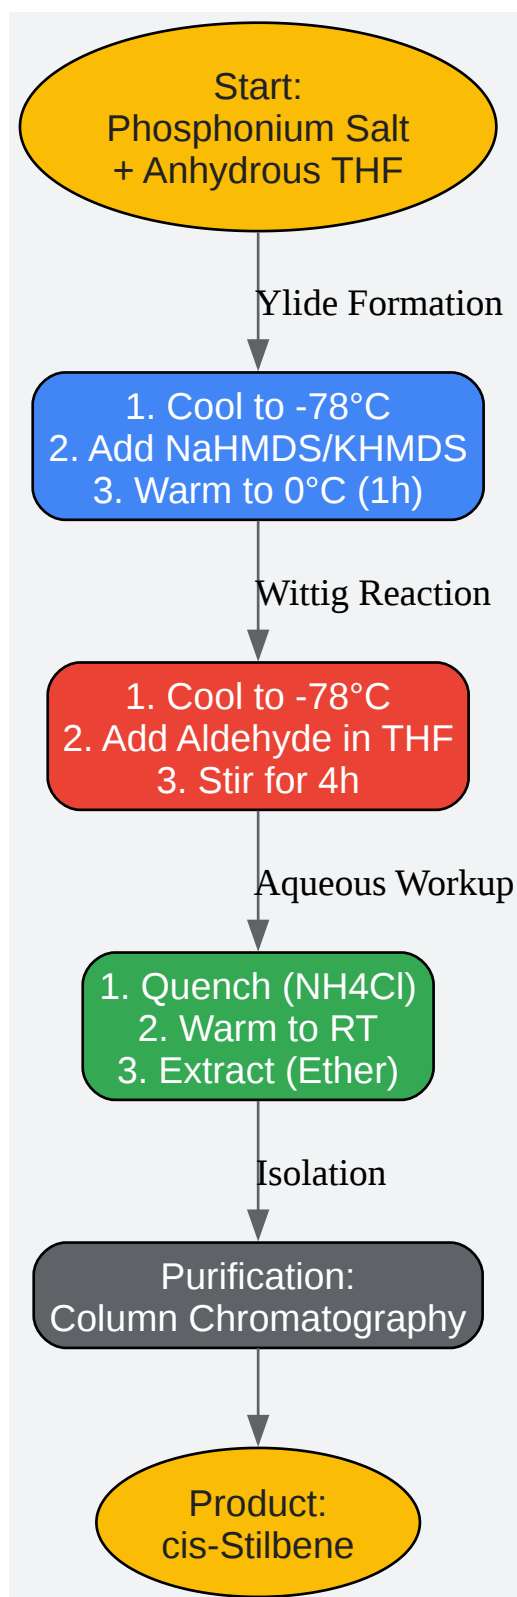 Start:
Phosphonium Salt
+ Anhydrous THF
Ylide Formation
1. Cool to -78°C
2. Add NaHMDS/KHMDS
3. Warm to 0°C (1h)
Wittig Reaction
1. Cool to -78°C
2. Add Aldehyde in THF
3. Stir for 4h
Aqueous Workup
1. Quench (NH4Cl)
2. Warm to RT
3. Extract (Ether)
Isolation
Purification:
Column Chromatography
Product:
cis-Stilbene